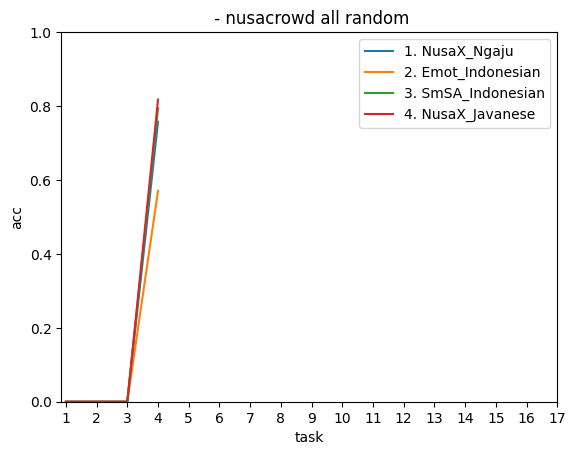 - nusacrowd all random
1.0
0.8
0.6
0.4
0.2
0.0
acc
1. NusaX_Ngaju
2. Emot_Indonesian
3. SmSA_Indonesian
4. NusaX_Javanese
1 2 3 4 5 6 7 8 9 10 11 12 13 14 15 16 17
task